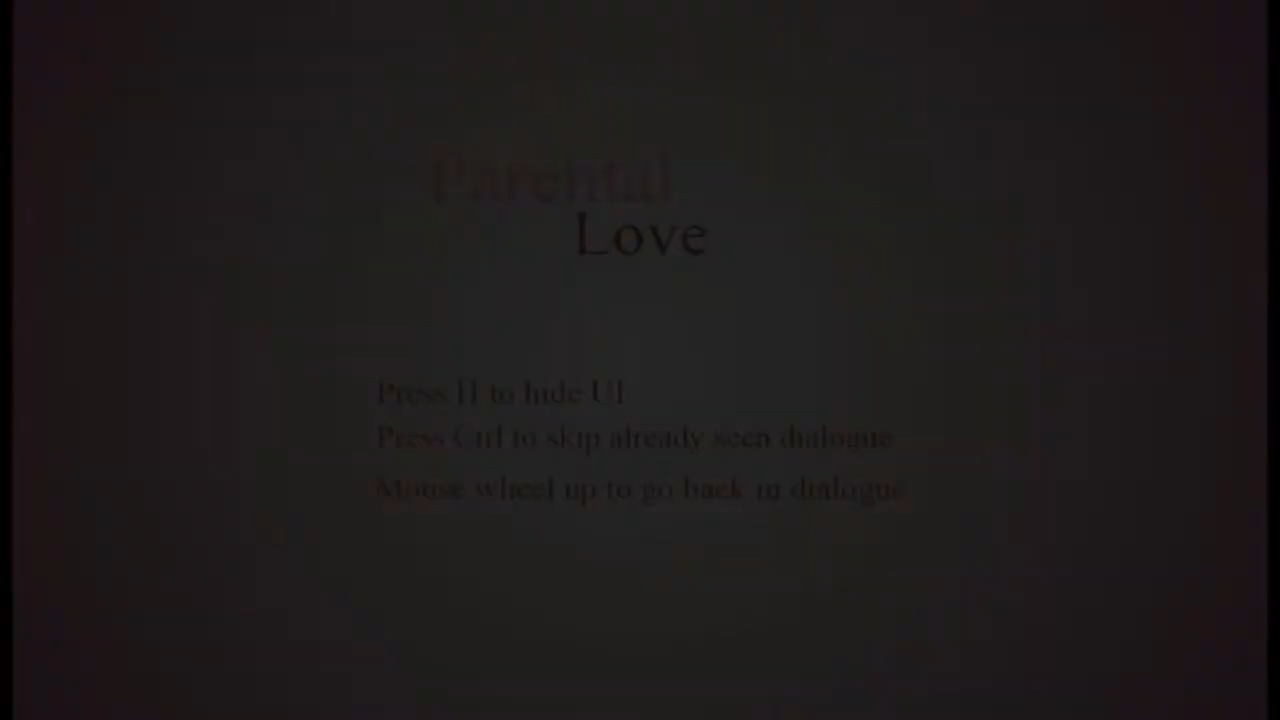 Parental
Love
Press H to hide UI
Press Ctrl to skip already seen dialogue
Mouse wheel up to go back in dialogue